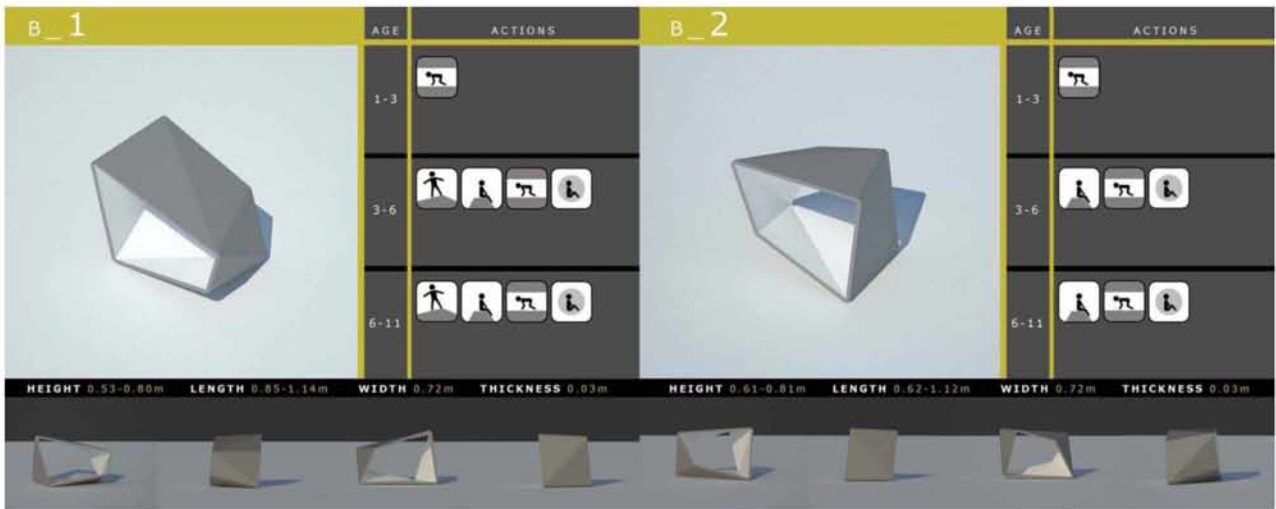 B_1
AGE ACTIONS
1-3
3-6
6-11
HEIGHT 0.53-0.80m LENGTH 0.85-1.14m WIDTH 0.72m THICKNESS 0.03m
B_2
AGE ACTIONS
1-3
3-6
6-11
HEIGHT 0.61-0.81m LENGTH 0.62-1.12m WIDTH 0.72m THICKNESS 0.03m